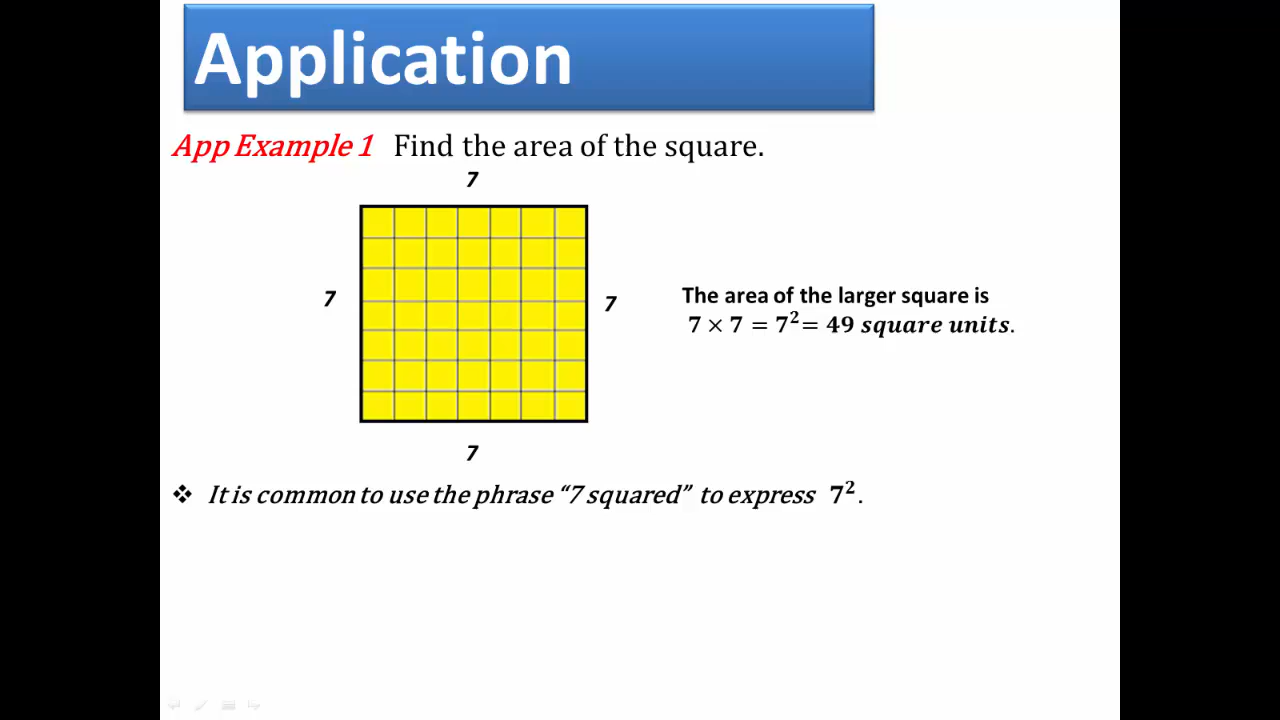 Application
App Example 1 Find the area of the square.
7
7
7
The area of the larger square is
7 × 7 = 7²= 49 square units.
7
❖ It is common to use the phrase “7 squared” to express 7².